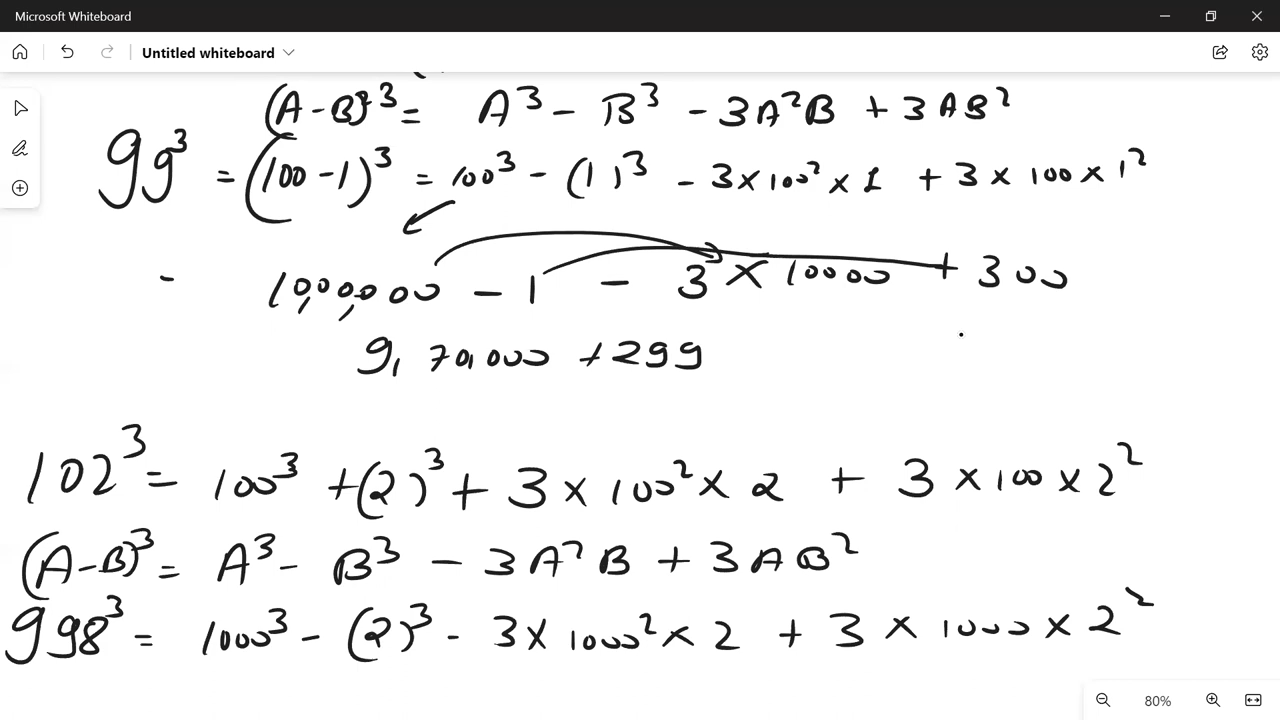 Microsoft Whiteboard
Untitled whiteboard
(A-B)³ = A³ - B³ - 3A²B + 3AB²
99³ = (100-1)³ = 100³ - (1)³ - 3×100²×1 + 3×100×1²
- 10,00,000 - 1 - 3×10000 + 300
9,70,000 + 299
102³ = 100³ + (2)³ + 3×100²×2 + 3×100×2²
(A-B)³ = A³ - B³ - 3A²B + 3AB²
998³ = 1000³ - (2)³ - 3×1000²×2 + 3×1000×2²
80%